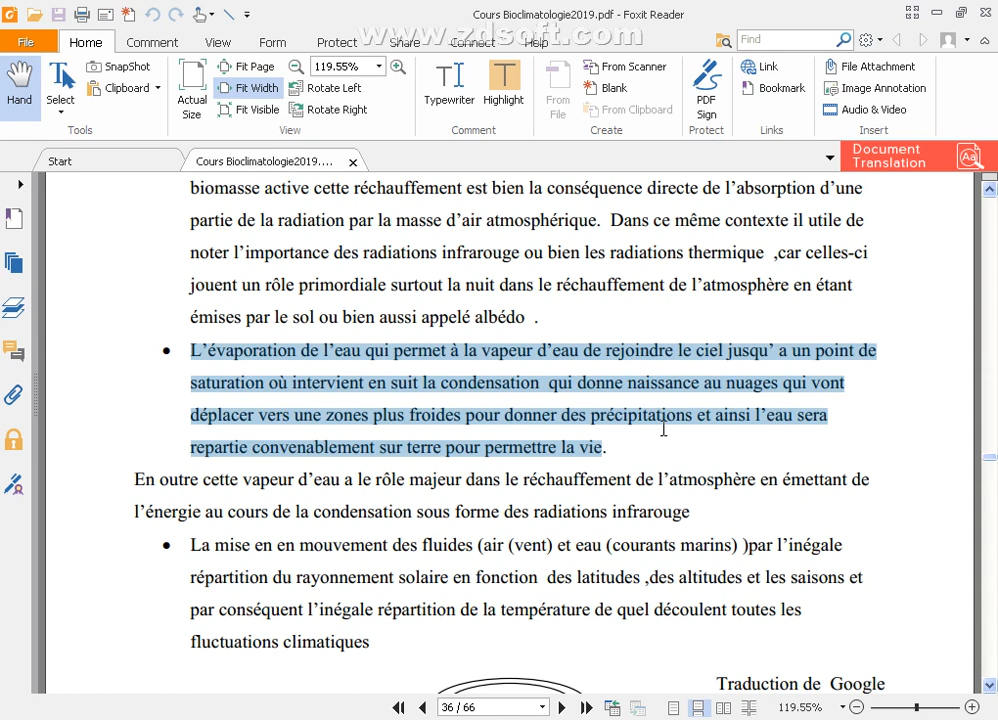 Cours Bioclimatologie2019.pdf - Foxit Reader
www.zdsoft.com
File Home Comment View Form Protect Share Connect Help Find
Hand
Select
SnapShot
Clipboard
Tools
Actual Size
Fit Page
Fit Width
Fit Visible
119.55%
Rotate Left
Rotate Right
View
Typewriter
Highlight
Comment
From File
From Scanner
Blank
From Clipboard
Create
PDF Sign
Protect
Link
Bookmark
Links
File Attachment
Image Annotation
Audio & Video
Insert
Start
Cours Bioclimatologie2019....
Document Translation
biomasse active cette réchauffement est bien la conséquence directe de l’absorption d’une
partie de la radiation par la masse d’air atmosphérique. Dans ce même contexte il utile de
noter l’importance des radiations infrarouge ou bien les radiations thermique ,car celles-ci
jouent un rôle primordiale surtout la nuit dans le réchauffement de l’atmosphère en étant
émises par le sol ou bien aussi appelé albédo .
• L’évaporation de l’eau qui permet à la vapeur d’eau de rejoindre le ciel jusqu’ a un point de
saturation où intervient en suit la condensation qui donne naissance au nuages qui vont
déplacer vers une zones plus froides pour donner des précipitations et ainsi l’eau sera
repartie convenablement sur terre pour permettre la vie.
En outre cette vapeur d’eau a le rôle majeur dans le réchauffement de l’atmosphère en émettant de
l’énergie au cours de la condensation sous forme des radiations infrarouge
• La mise en en mouvement des fluides (air (vent) et eau (courants marins) )par l’inégale
répartition du rayonnement solaire en fonction des latitudes ,des altitudes et les saisons et
par conséquent l’inégale répartition de la température de quel découlent toutes les
fluctuations climatiques
Traduction de Google
36 / 66
119.55%